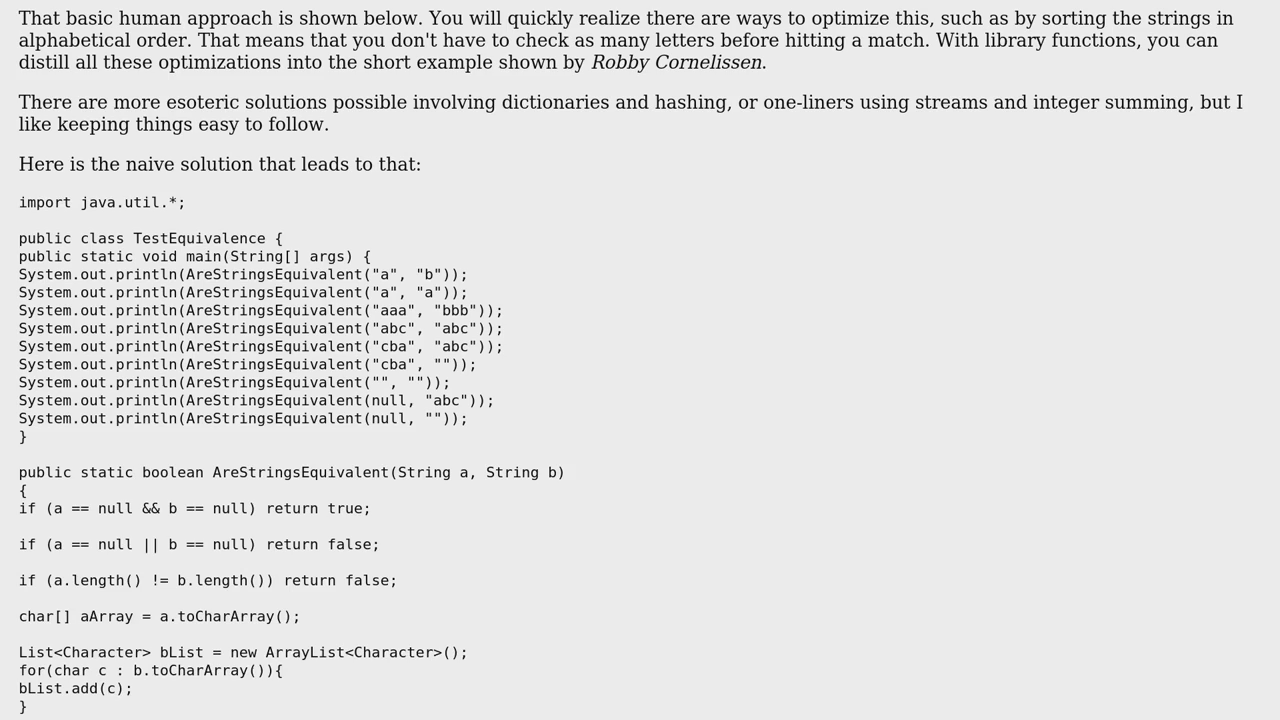 That basic human approach is shown below. You will quickly realize there are ways to optimize this, such as by sorting the strings in
alphabetical order. That means that you don't have to check as many letters before hitting a match. With library functions, you can
distill all these optimizations into the short example shown by Robby Cornelissen.
There are more esoteric solutions possible involving dictionaries and hashing, or one-liners using streams and integer summing, but I
like keeping things easy to follow.
Here is the naive solution that leads to that:
import java.util.*;
public class TestEquivalence {
public static void main(String[] args) {
System.out.println(AreStringsEquivalent("a", "b"));
System.out.println(AreStringsEquivalent("a", "a"));
System.out.println(AreStringsEquivalent("aaa", "bbb"));
System.out.println(AreStringsEquivalent("abc", "abc"));
System.out.println(AreStringsEquivalent("cba", "abc"));
System.out.println(AreStringsEquivalent("cba", ""));
System.out.println(AreStringsEquivalent("", ""));
System.out.println(AreStringsEquivalent(null, "abc"));
System.out.println(AreStringsEquivalent(null, ""));
}
public static boolean AreStringsEquivalent(String a, String b)
{
if (a == null && b == null) return true;
if (a == null || b == null) return false;
if (a.length() != b.length()) return false;
char[] aArray = a.toCharArray();
List<Character> bList = new ArrayList<Character>();
for(char c : b.toCharArray()){
bList.add(c);
}